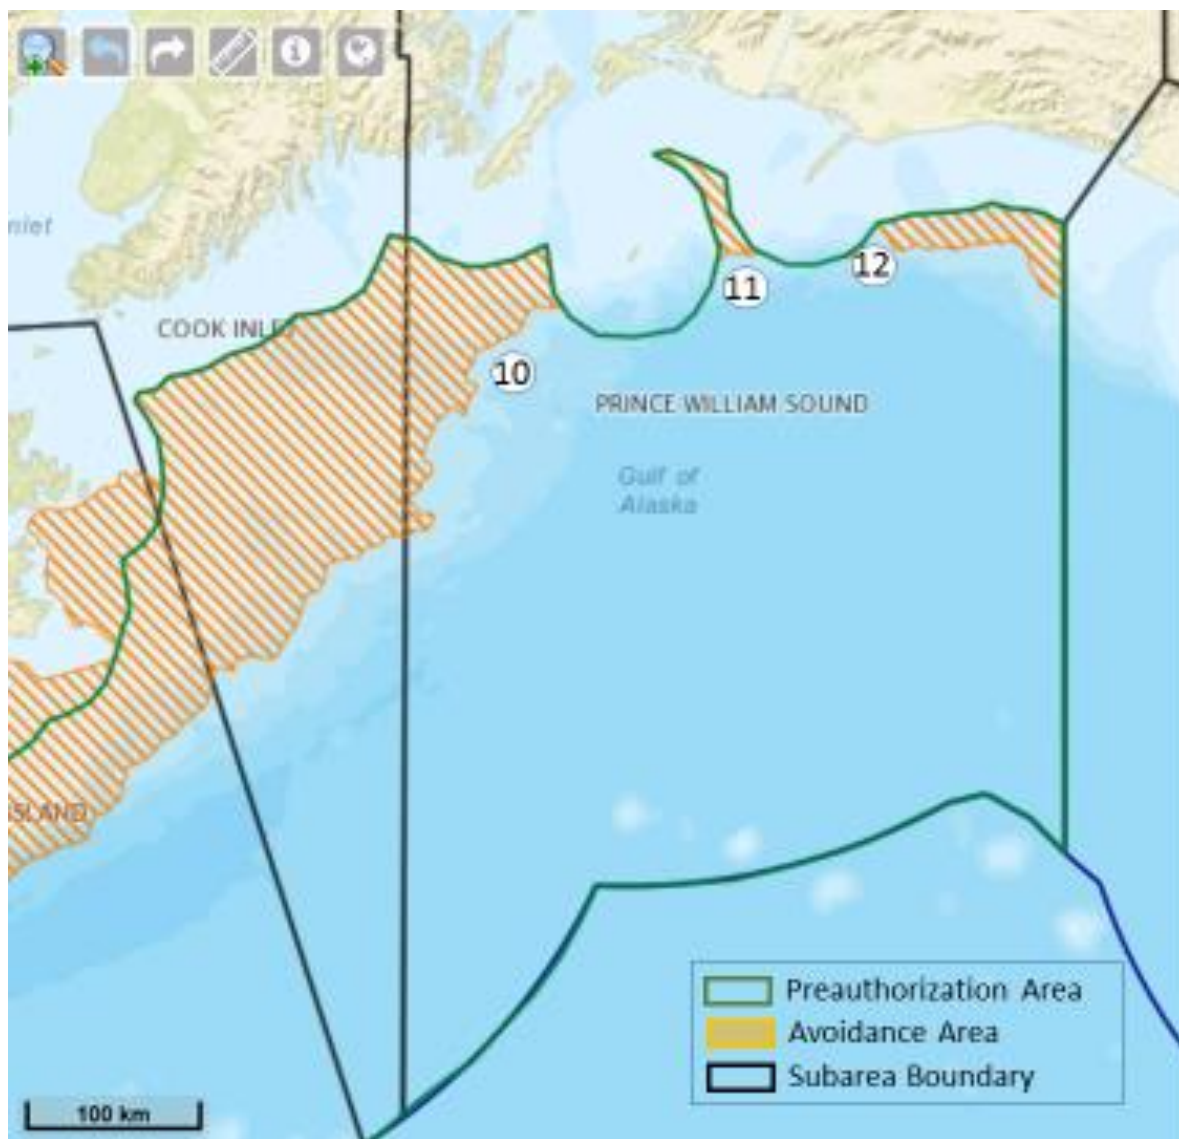 nlet
COOK INLE
11
12
10
PRINCE WILLIAM SOUND
Gulf of
Alaska
SLAND
Preauthorization Area
Avoidance Area
Subarea Boundary
100 km